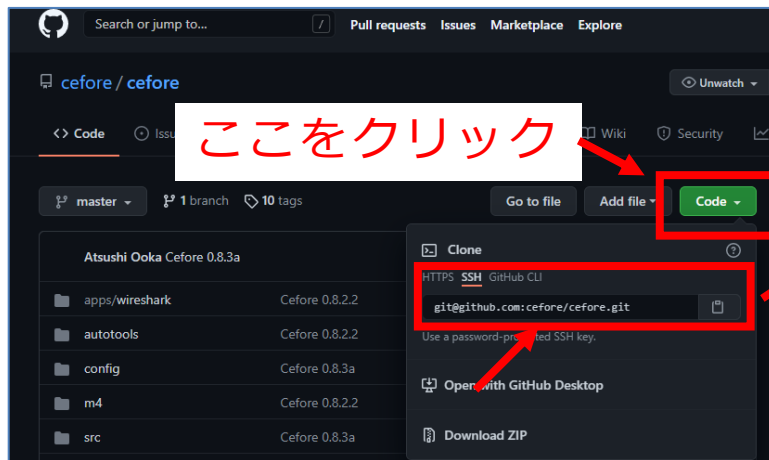 Search or jump to... / Pull requests Issues Marketplace Explore
cefore / cefore
Unwatch
ここをクリック
Code Issu Wiki Security
master 1 branch 10 tags Go to file Add file Code
Atsushi Ooka Cefore 0.8.3a
Clone ?
HTTPS SSH GitHub CLI
apps/wireshark Cefore 0.8.2.2
git@github.com:cefore/cefore.git
autotools Cefore 0.8.2.2
Use a password-protected SSH key.
config Cefore 0.8.3a
Open with GitHub Desktop
m4 Cefore 0.8.2.2
src Cefore 0.8.3a
Download ZIP